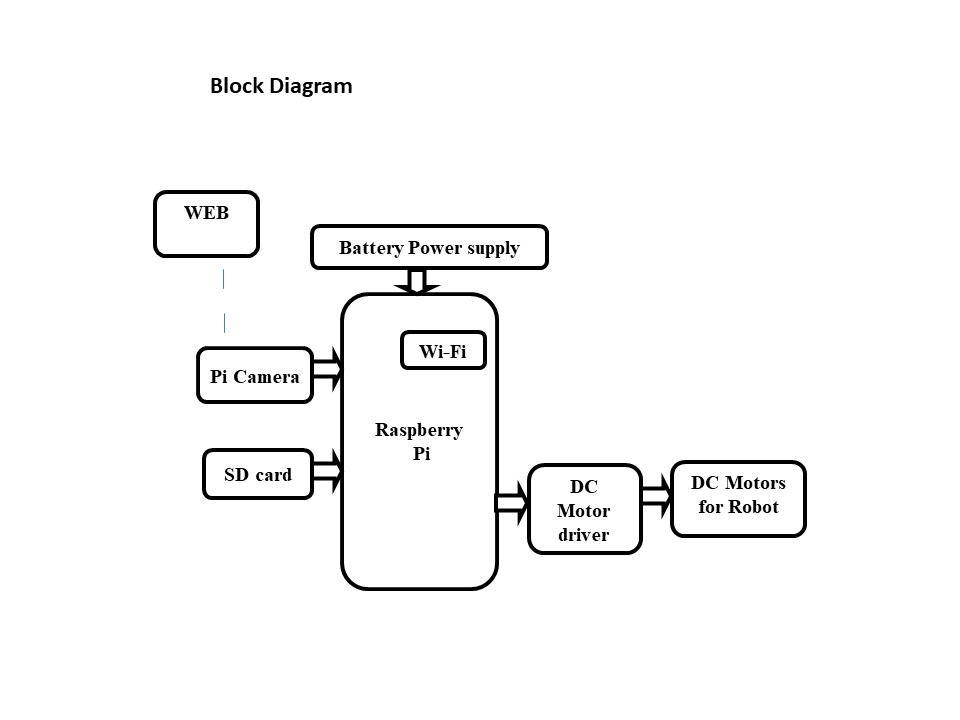 Block Diagram
WEB
Battery Power supply
Wi-Fi
Pi Camera
Raspberry
Pi
SD card
DC
Motor
driver
DC Motors
for Robot